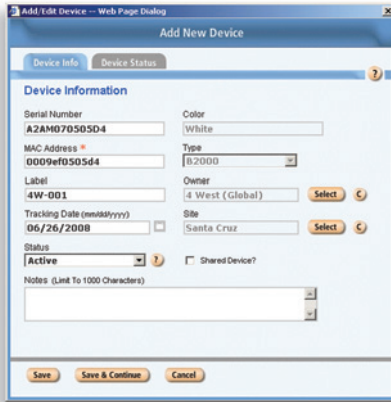 Add/Edit Device -- Web Page Dialog
Add New Device
Device Info Device Status
?
Device Information
Serial Number Color
A2AM070505D4 White
MAC Address * Type
0009ef0505d4 B2000
Label Owner
4W-001 4 West (Global) Select C
Tracking Date (mm/dd/yyyy) Site
06/26/2008 Santa Cruz Select C
Status
Active ? Shared Device?
Notes (Limit To 1000 Characters)
Save Save & Continue Cancel